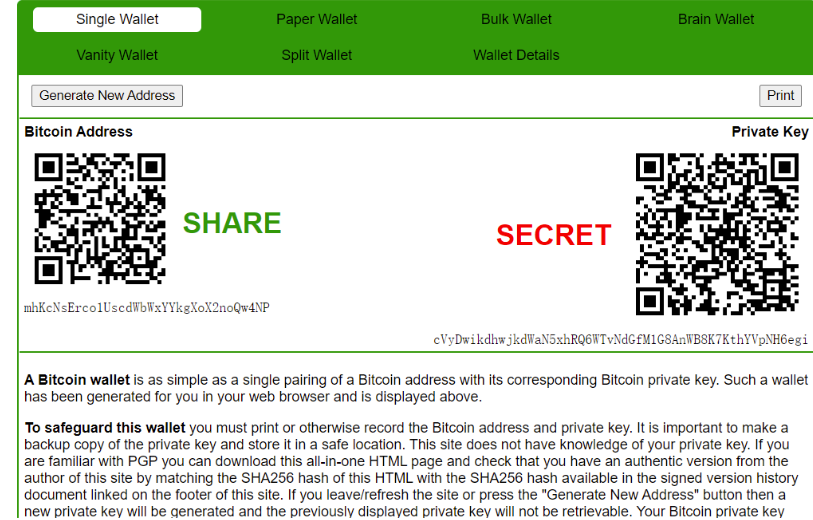 Single Wallet Paper Wallet Bulk Wallet Brain Wallet
Vanity Wallet Split Wallet Wallet Details
Generate New Address Print
Bitcoin Address Private Key
SHARE
SECRET
mhKcNsErco1UscdWbWxYYkgXoX2noQw4NP
cVyDwikdhwjkdWaN5xhRQ6WTvNdGfM1G8AnWB8K7KthYVpNH6egi
A Bitcoin wallet is as simple as a single pairing of a Bitcoin address with its corresponding Bitcoin private key. Such a wallet
has been generated for you in your web browser and is displayed above.
To safeguard this wallet you must print or otherwise record the Bitcoin address and private key. It is important to make a
backup copy of the private key and store it in a safe location. This site does not have knowledge of your private key. If you
are familiar with PGP you can download this all-in-one HTML page and check that you have an authentic version from the
author of this site by matching the SHA256 hash of this HTML with the SHA256 hash available in the signed version history
document linked on the footer of this site. If you leave/refresh the site or press the "Generate New Address" button then a
new private key will be generated and the previously displayed private key will not be retrievable. Your Bitcoin private key